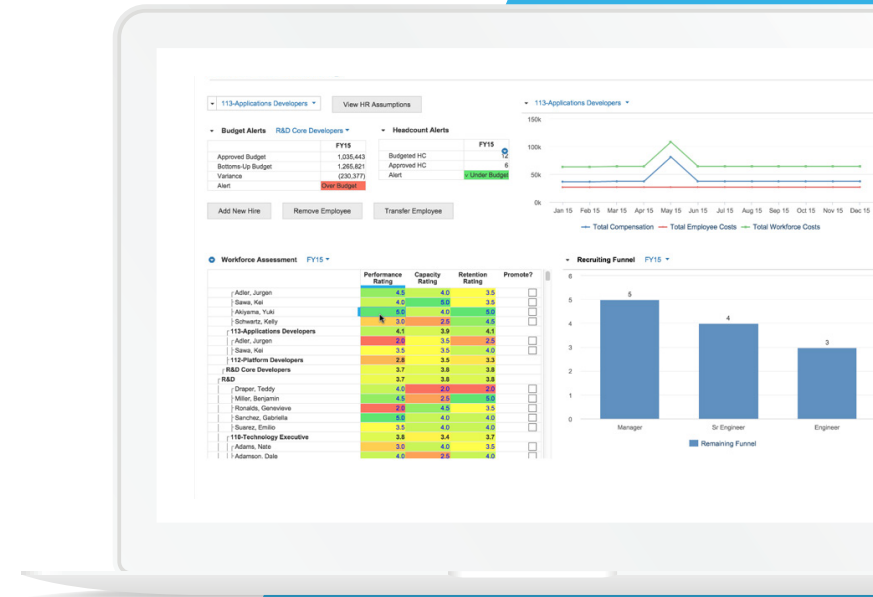 113-Applications Developers
View HR Assumptions
Budget Alerts R&D Core Developers
FY15
Approved Budget 1,035,443
Bottoms-Up Budget 1,265,821
Variance (230,377)
Alert Over Budget
Headcount Alerts
FY15
Budgeted HC 12
Approved HC 6
Alert Under Budget
Add New Hire
Remove Employee
Transfer Employee
113-Applications Developers
150k
100k
50k
0k
Jan 15 Feb 15 Mar 15 Apr 15 May 15 Jun 15 Jul 15 Aug 15 Sep 15 Oct 15 Nov 15 Dec 15
Total Compensation Total Employee Costs Total Workforce Costs
Workforce Assessment FY15
Performance Rating Capacity Rating Retention Rating Promote?
Adler, Jurgen 4.5 4.0 3.5
Sawa, Kei 4.0 5.0 3.5
Akiyama, Yuki 5.0 4.0 5.0
Schwartz, Kelly 3.0 2.5 4.5
113-Applications Developers 4.1 3.9 4.1
Adler, Jurgen 2.0 3.5 2.5
Sawa, Kei 3.5 3.5 4.0
112-Platform Developers 2.8 3.5 3.3
R&D Core Developers 3.7 3.8 3.8
R&D 3.7 3.8 3.8
Draper, Teddy 4.0 2.0 2.0
Miller, Benjamin 4.5 2.5 5.0
Ronalds, Genevieve 2.0 4.5 3.5
Sanchez, Gabriella 5.0 4.0 4.0
Suarez, Emilio 3.5 4.0 4.0
110-Technology Executive 3.8 3.4 3.7
Adams, Nate 3.0 4.0 3.5
Adamson, Dale 4.0 2.5 4.0
Recruiting Funnel FY15
6
5
4
3
2
1
0
5
4
3
Manager Sr Engineer Engineer
Remaining Funnel